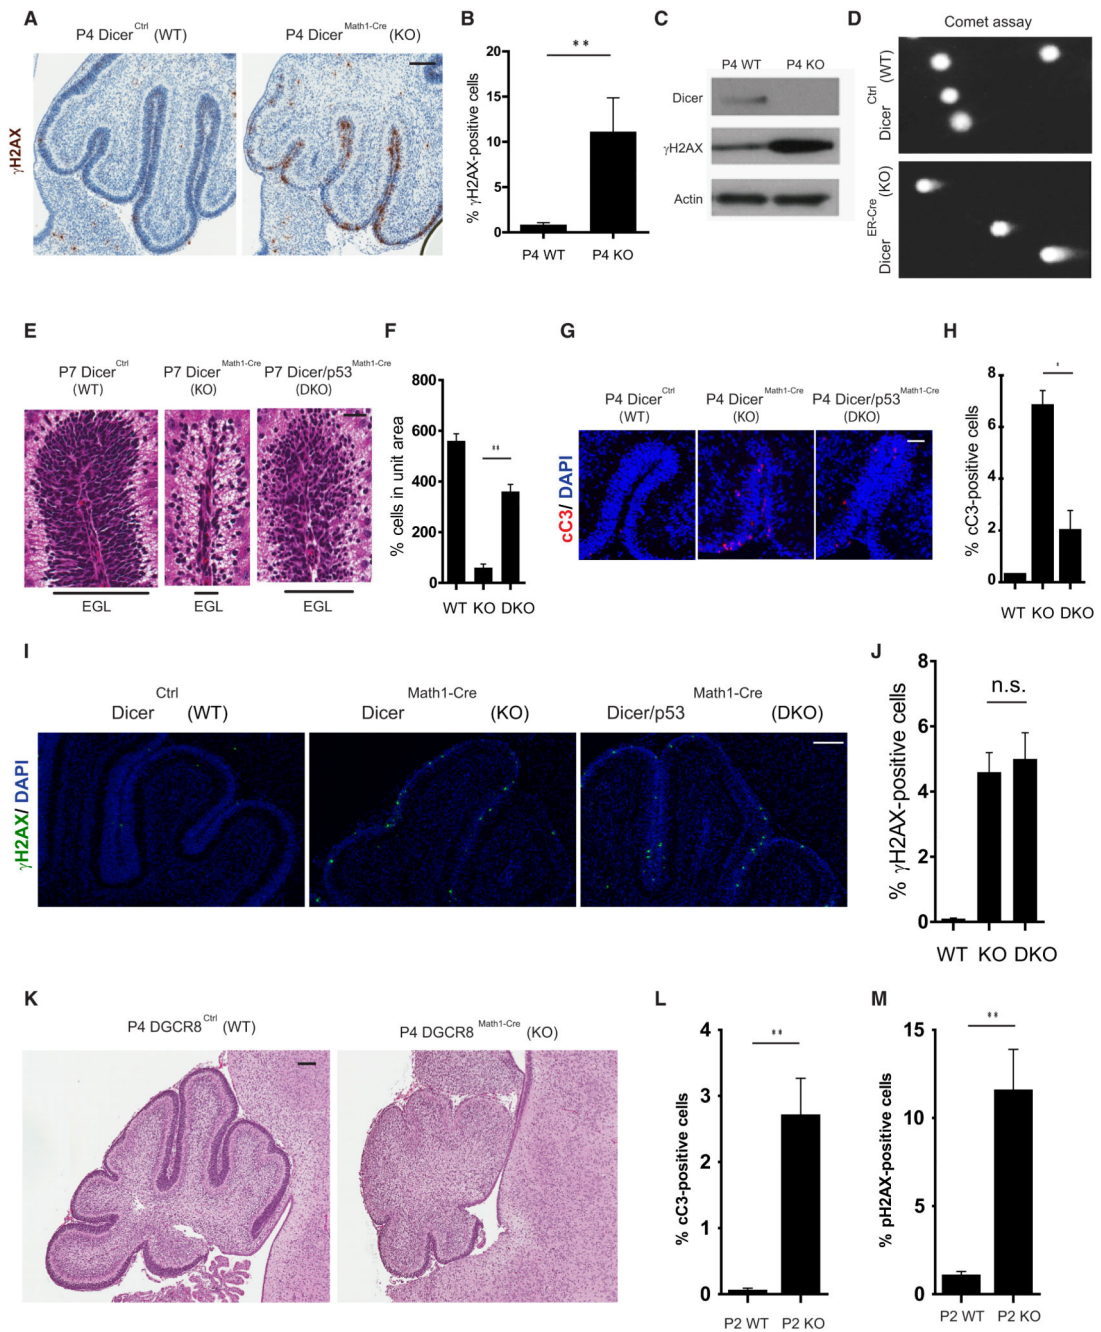 A
P4 Dicer^Ctrl (WT)
P4 Dicer^Math1-Cre (KO)
γH2AX
B
% γH2AX-positive cells
20
15
10
5
0
**
P4 WT
P4 KO
C
P4 WT
P4 KO
Dicer
γH2AX
Actin
D
Comet assay
Dicer^Ctrl (WT)
Dicer^ER-Cre (KO)
E
P7 Dicer^Ctrl
(WT)
P7 Dicer^Math1-Cre
(KO)
P7 Dicer/p53^Math1-Cre
(DKO)
EGL
EGL
EGL
F
% cells in unit area
800
600
400
200
0
**
WT
KO
DKO
G
P4 Dicer^Ctrl
(WT)
P4 Dicer^Math1-Cre
(KO)
P4 Dicer/p53^Math1-Cre
(DKO)
cC3/ DAPI
H
% cC3-positive cells
8
6
4
2
0
*
WT
KO
DKO
I
Dicer^Ctrl (WT)
Dicer^Math1-Cre (KO)
Dicer/p53^Math1-Cre (DKO)
γH2AX/ DAPI
J
% γH2AX-positive cells
8
6
4
2
0
n.s.
WT
KO
DKO
K
P4 DGCR8^Ctrl (WT)
P4 DGCR8^Math1-Cre (KO)
L
% cC3-positive cells
4
3
2
1
0
**
P2 WT
P2 KO
M
% pH2AX-positive cells
15
10
5
0
**
P2 WT
P2 KO